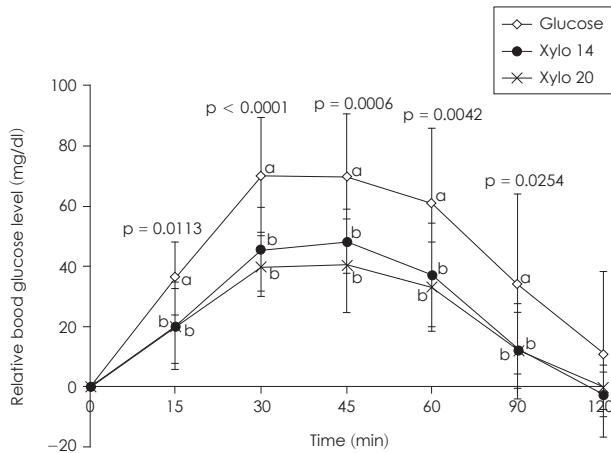 Glucose
Xylo 14
Xylo 20
Relative bood glucose level (mg/dl)
100
80
60
40
20
0
−20
p = 0.0113
p < 0.0001
p = 0.0006
p = 0.0042
p = 0.0254
a
a
a
a
a
b
b
b
b
b
b
b
b
b
b
0
15
30
45
60
90
120
Time (min)